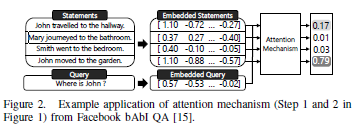 Statements
Embedded Statements
John travelled to the hallway.
[ 1.10 -0.72 ... -0.27]
0.17
Mary journeyed to the bathroom.
[ 0.37 0.27 ... -0.40]
Attention
Mechanism
0.01
Smith went to the bedroom.
[ 0.40 -0.10 ... -0.05]
0.03
John moved to the garden.
[ 1.10 -0.88 ... -0.57]
0.79
Query
Embedded Query
Where is John ?
[ 0.57 -0.53 ... -0.02]
Figure 2. Example application of attention mechanism (Step 1 and 2 in
Figure 1) from Facebook bAbI QA [15].